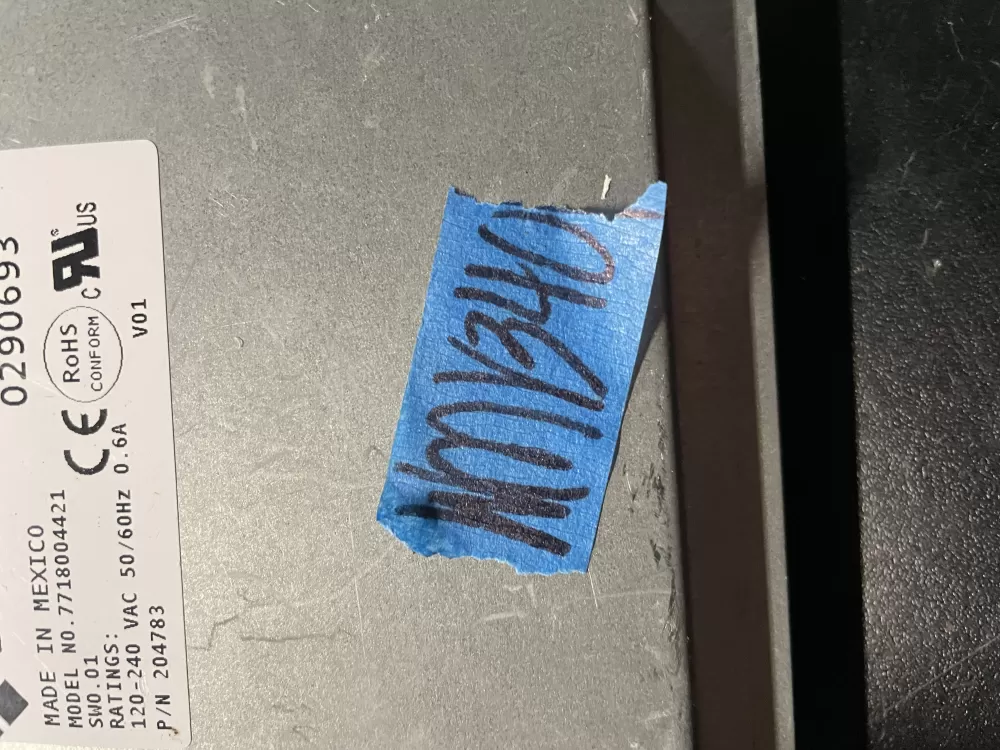 0290693
MADE IN MEXICO
MODEL NO.7718004421
SW0.01
RATINGS:
120-240 VAC 50/60Hz 0.6A
P/N 204783
V01
CE
RoHS
CONFORM
C
US